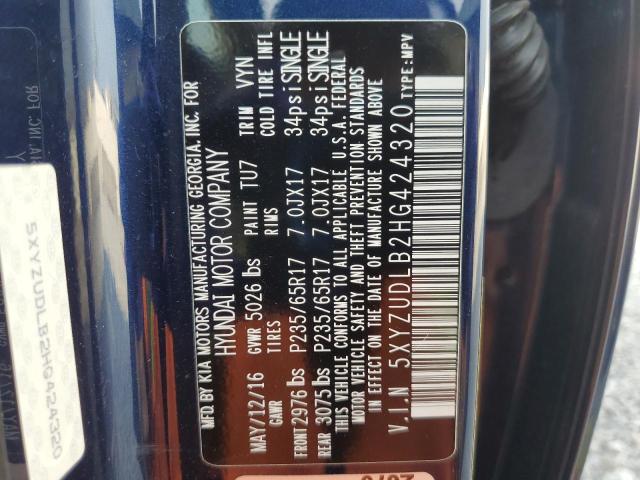 MFD BY KIA MOTORS MANUFACTURING GEORGIA. INC. FOR
HYUNDAI MOTOR COMPANY
MAY/12/16 GVWR 5026 lbs PAINT TU7 TRIM VYN
GAWR TIRES RIMS COLD TIRE INFL
FRONT 2976 lbs P235/65R17 7.0JX17 34psi SINGLE
REAR 3075 lbs P235/65R17 7.0JX17 34psi SINGLE
THIS VEHICLE CONFORMS TO ALL APPLICABLE U.S.A. FEDERAL
MOTOR VEHICLE SAFETY AND THEFT PREVENTION STANDARDS
IN EFFECT ON THE DATE OF MANUFACTURE SHOWN ABOVE
V.I.N 5XYZUDLB2HG424320 TYPE:MPV
5XYZUDLB2HG424320